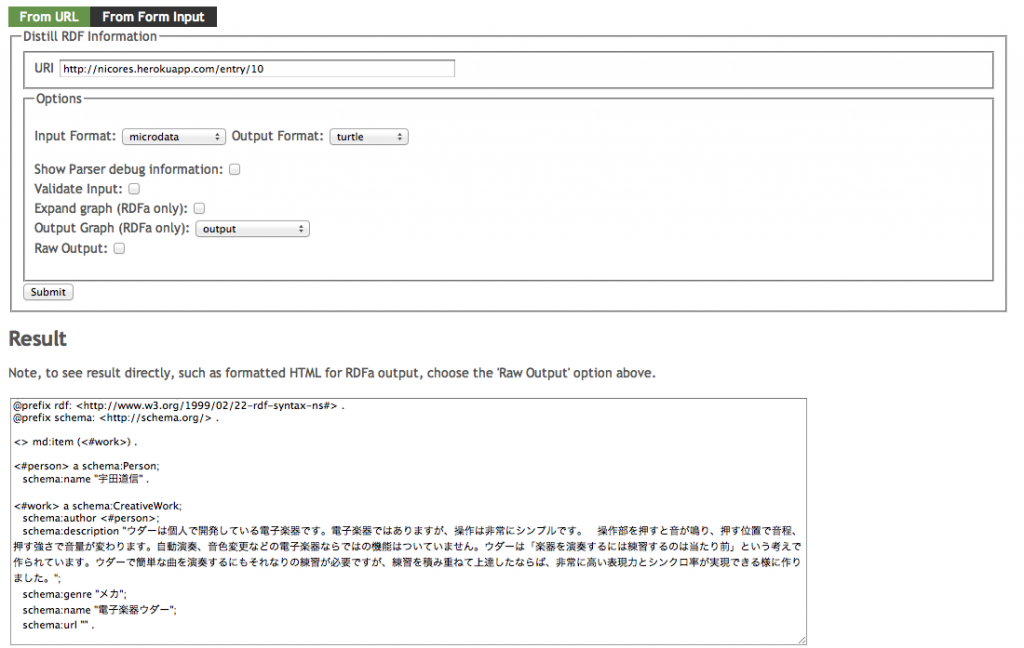 From URL From Form Input
Distill RDF Information
URI http://nicores.herokuapp.com/entry/10
Options
Input Format: microdata Output Format: turtle
Show Parser debug information:
Validate Input:
Expand graph (RDFa only):
Output Graph (RDFa only): output
Raw Output:
Submit
Result
Note, to see result directly, such as formatted HTML for RDFa output, choose the 'Raw Output' option above.
@prefix rdf: <http://www.w3.org/1999/02/22-rdf-syntax-ns#> .
@prefix schema: <http://schema.org/> .
<> md:item (<#work>) .
<#person> a schema:Person;
schema:name "宇田道信" .
<#work> a schema:CreativeWork;
schema:author <#person>;
schema:description "ウダーは個人で開発している電子楽器です。電子楽器ではありますが、操作は非常にシンプルです。　操作部を押すと音が鳴り、押す位置で音程、
押す強さで音量が変わります。自動演奏、音色変更などの電子楽器ならではの機能はついていません。ウダーは「楽器を演奏するには練習するのは当たり前」という考えで
作られています。ウダーで簡単な曲を演奏するにもそれなりの練習が必要ですが、練習を積み重ねて上達したならば、非常に高い表現力とシンクロ率が実現できる様に作り
ました。";
schema:genre "メカ";
schema:name "電子楽器ウダー";
schema:url "" .